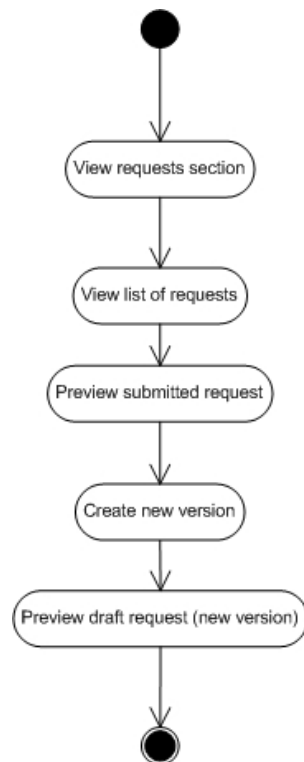 View requests section
View list of requests
Preview submitted request
Create new version
Preview draft request (new version)